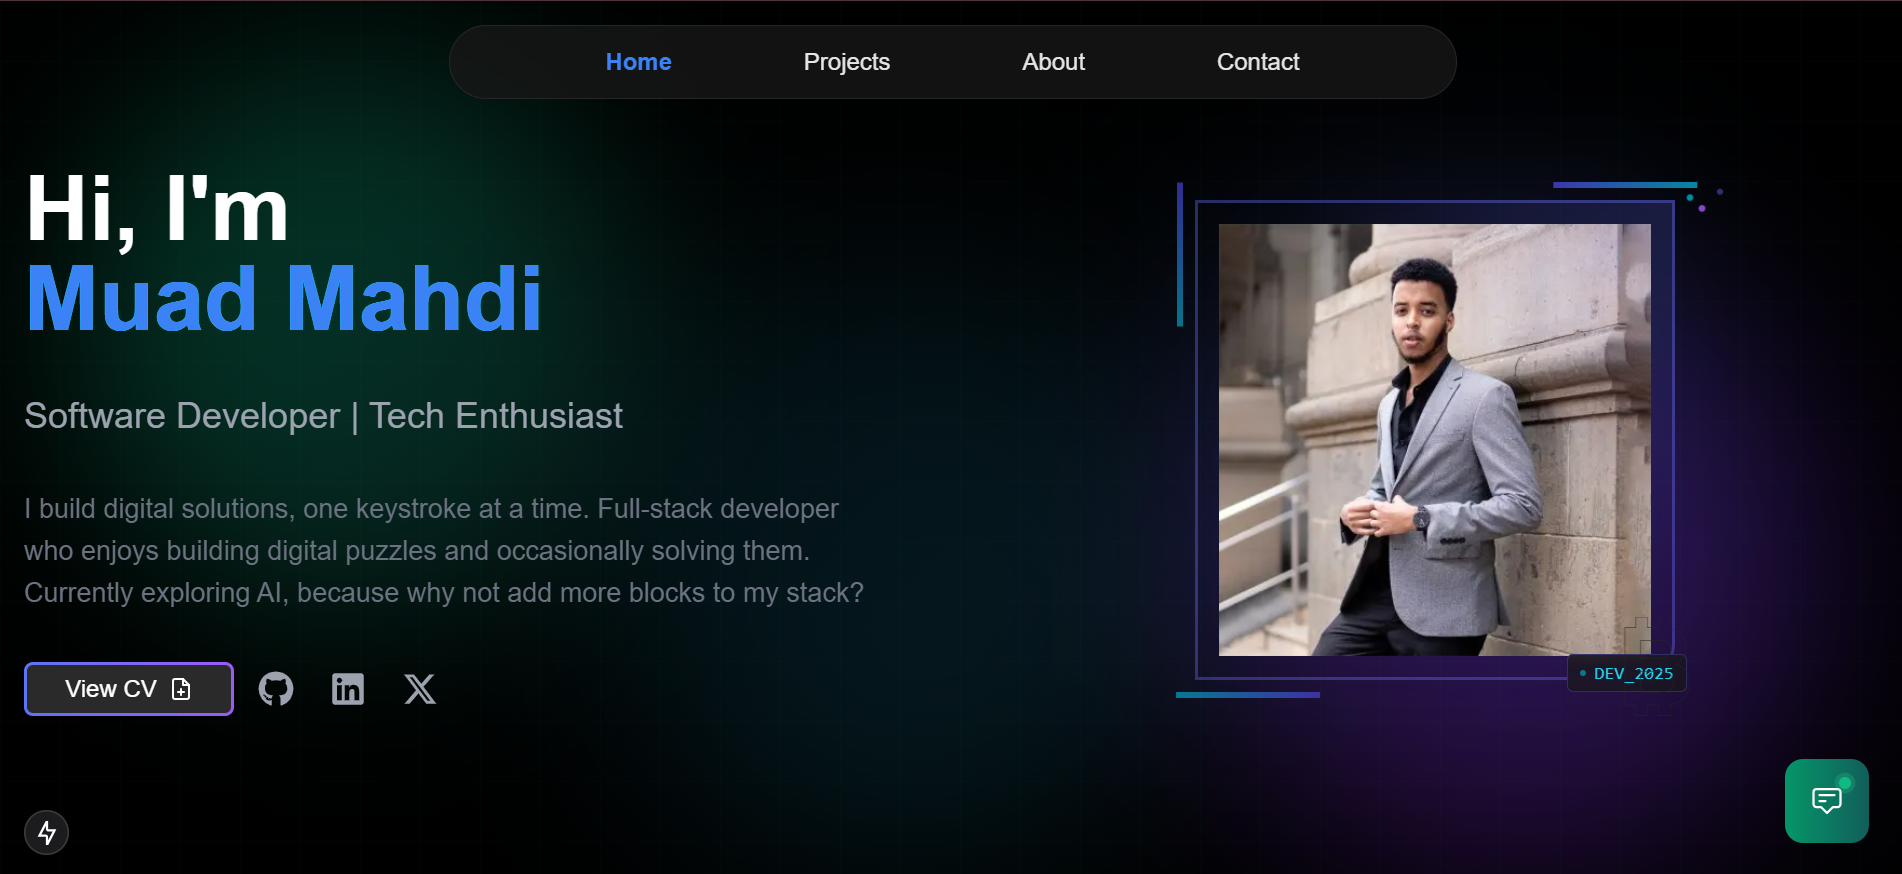 Home
Projects
About
Contact
Hi, I'm
Muad Mahdi
Software Developer | Tech Enthusiast
I build digital solutions, one keystroke at a time. Full-stack developer
who enjoys building digital puzzles and occasionally solving them.
Currently exploring AI, because why not add more blocks to my stack?
View CV
DEV_2025